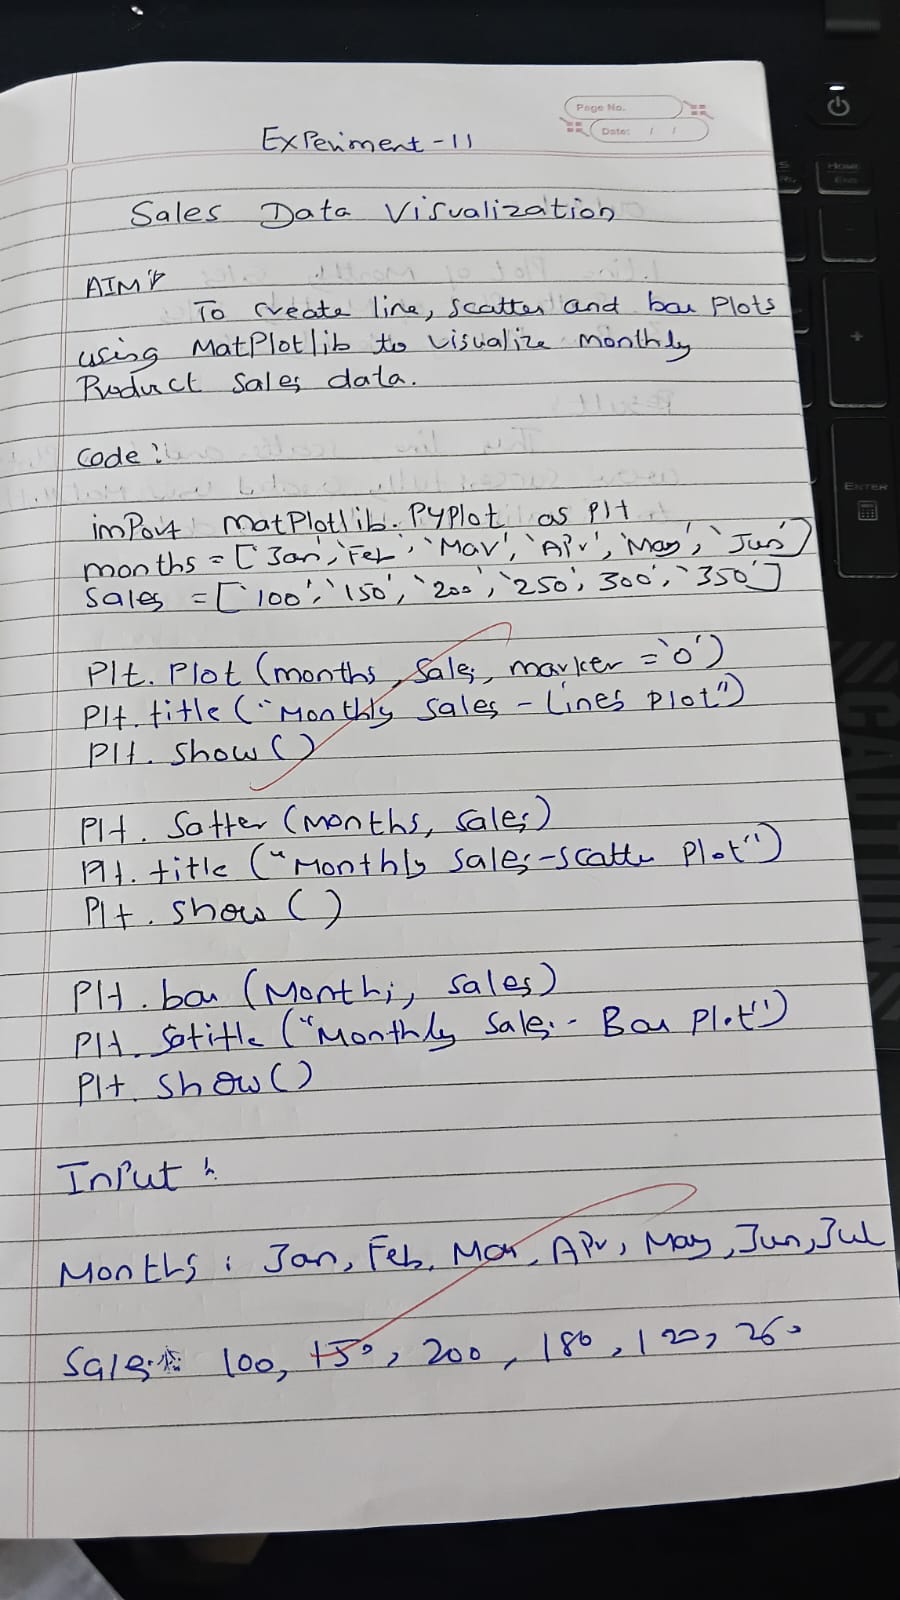 Page No.
Date: / /
Experiment - 11
Sales Data Visualization
AIM:
To create line, scatter and bar Plots
using MatPlotlib to visualize monthly
Product sales data.
Code:
imPort MatPlotlib.PyPlot as Plt
months = ['Jan', 'Feb', 'Mar', 'APr', 'May', 'Jun']
Sales = ['100', '150', '200', '250', 300', '350']
Plt. Plot (months, Sales, marker = 'o')
Plt. title ("Monthly Sales - Lines Plot")
Plt. Show ()
Plt. Satter (Months, Sales)
Plt. title ("Monthly Sales - Scatter Plot")
Plt. Show ()
Plt. bar (Months, Sales)
Plt. title ("Monthly Sales - Bar Plot")
Plt. Show ()
InPut :
Months : Jan, Feb, Mar, APr, May, Jun, Jul
Sales: 100, 150, 200, 180, 120, 260
HOME
END
ENTER